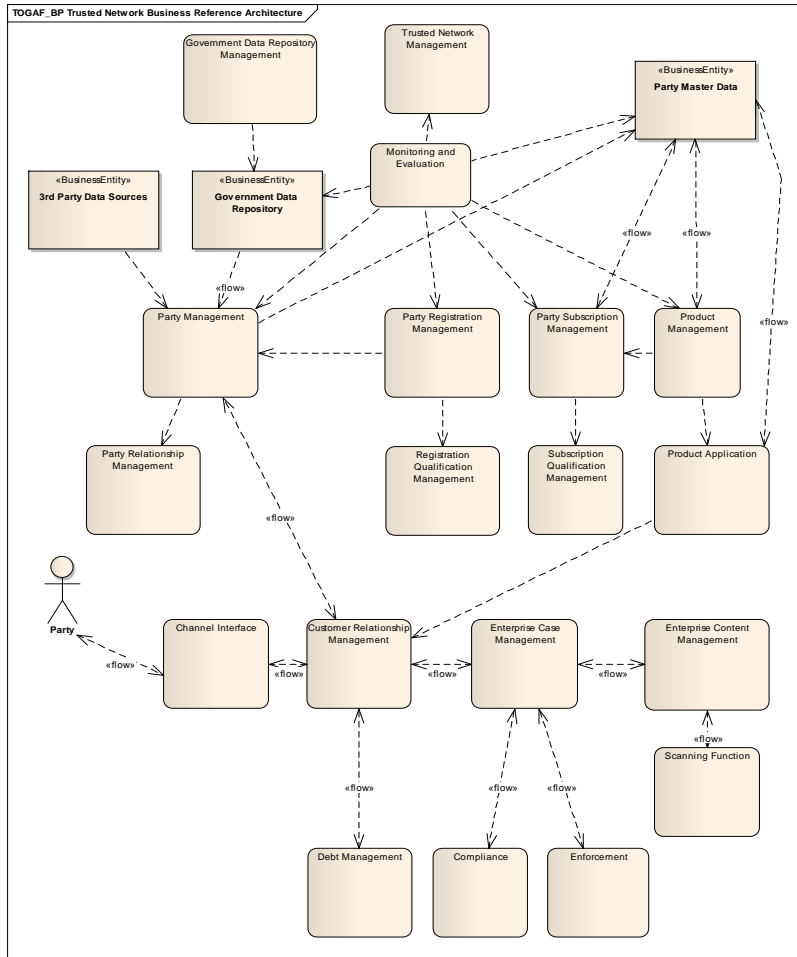 TOGAF_BP Trusted Network Business Reference Architecture
Government Data Repository
Management
Trusted Network
Management
«BusinessEntity»
Party Master Data
Monitoring and
Evaluation
«BusinessEntity»
3rd Party Data Sources
«BusinessEntity»
Government Data
Repository
«flow»
«flow»
«flow»
«flow»
Party Management
Party Registration
Management
Party Subscription
Management
Product
Management
Party Relationship
Management
Registration
Qualification
Management
Subscription
Qualification
Management
Product Application
«flow»
Party
«flow»
Channel Interface
«flow»
Customer Relationship
Management
«flow»
Enterprise Case
Management
«flow»
Enterprise Content
Management
«flow»
Scanning Function
«flow»
«flow»
«flow»
Debt Management
Compliance
Enforcement